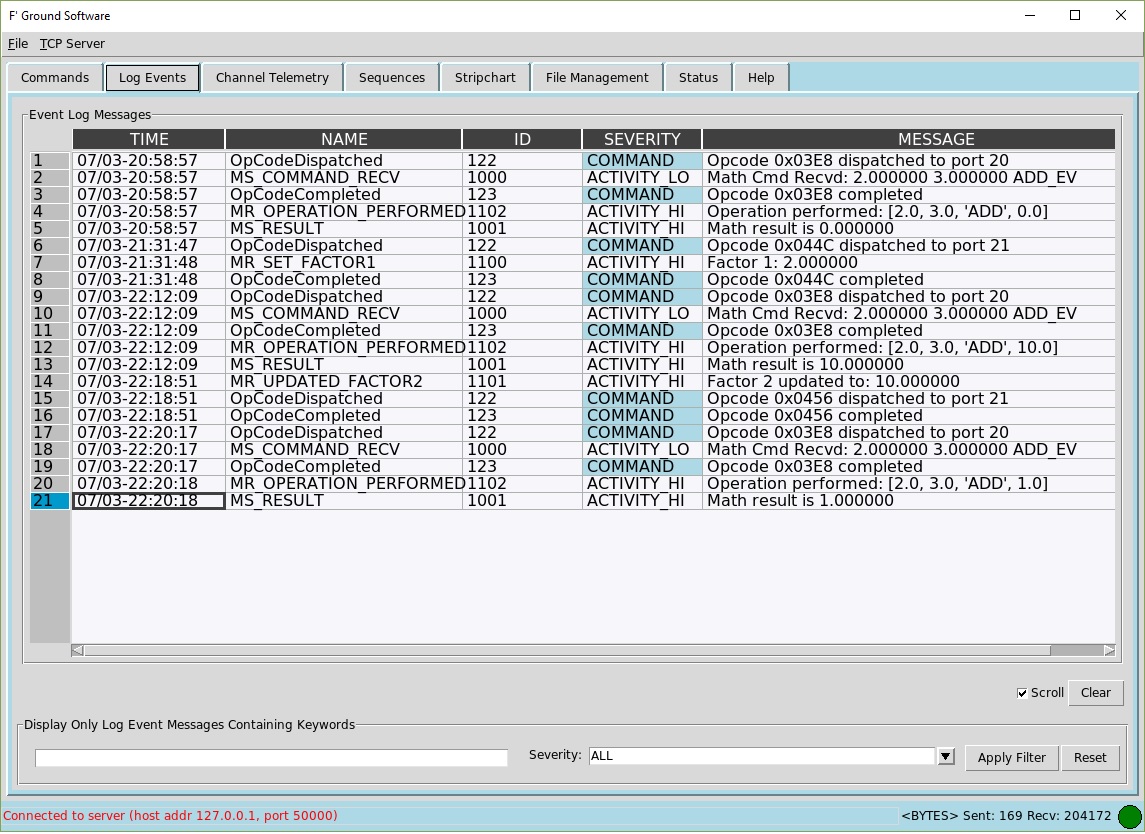 F' Ground Software
File TCP Server
Commands Log Events Channel Telemetry Sequences Stripchart File Management Status Help
Event Log Messages
TIME NAME ID SEVERITY MESSAGE
1 07/03-20:58:57 OpCodeDispatched 122 COMMAND Opcode 0x03E8 dispatched to port 20
2 07/03-20:58:57 MS_COMMAND_RECV 1000 ACTIVITY_LO Math Cmd Recvd: 2.000000 3.000000 ADD_EV
3 07/03-20:58:57 OpCodeCompleted 123 COMMAND Opcode 0x03E8 completed
4 07/03-20:58:57 MR_OPERATION_PERFORMED 1102 ACTIVITY_HI Operation performed: [2.0, 3.0, 'ADD', 0.0]
5 07/03-20:58:57 MS_RESULT 1001 ACTIVITY_HI Math result is 0.000000
6 07/03-21:31:47 OpCodeDispatched 122 COMMAND Opcode 0x044C dispatched to port 21
7 07/03-21:31:48 MR_SET_FACTOR1 1100 ACTIVITY_HI Factor 1: 2.000000
8 07/03-21:31:48 OpCodeCompleted 123 COMMAND Opcode 0x044C completed
9 07/03-22:12:09 OpCodeDispatched 122 COMMAND Opcode 0x03E8 dispatched to port 20
10 07/03-22:12:09 MS_COMMAND_RECV 1000 ACTIVITY_LO Math Cmd Recvd: 2.000000 3.000000 ADD_EV
11 07/03-22:12:09 OpCodeCompleted 123 COMMAND Opcode 0x03E8 completed
12 07/03-22:12:09 MR_OPERATION_PERFORMED 1102 ACTIVITY_HI Operation performed: [2.0, 3.0, 'ADD', 10.0]
13 07/03-22:12:09 MS_RESULT 1001 ACTIVITY_HI Math result is 10.000000
14 07/03-22:18:51 MR_UPDATED_FACTOR2 1101 ACTIVITY_HI Factor 2 updated to: 10.000000
15 07/03-22:18:51 OpCodeDispatched 122 COMMAND Opcode 0x0456 dispatched to port 21
16 07/03-22:18:51 OpCodeCompleted 123 COMMAND Opcode 0x0456 completed
17 07/03-22:20:17 OpCodeDispatched 122 COMMAND Opcode 0x03E8 dispatched to port 20
18 07/03-22:20:17 MS_COMMAND_RECV 1000 ACTIVITY_LO Math Cmd Recvd: 2.000000 3.000000 ADD_EV
19 07/03-22:20:17 OpCodeCompleted 123 COMMAND Opcode 0x03E8 completed
20 07/03-22:20:18 MR_OPERATION_PERFORMED 1102 ACTIVITY_HI Operation performed: [2.0, 3.0, 'ADD', 1.0]
21 07/03-22:20:18 MS_RESULT 1001 ACTIVITY_HI Math result is 1.000000
Scroll Clear
Display Only Log Event Messages Containing Keywords
Severity: ALL Apply Filter Reset
Connected to server (host addr 127.0.0.1, port 50000) <BYTES> Sent: 169 Recv: 204172